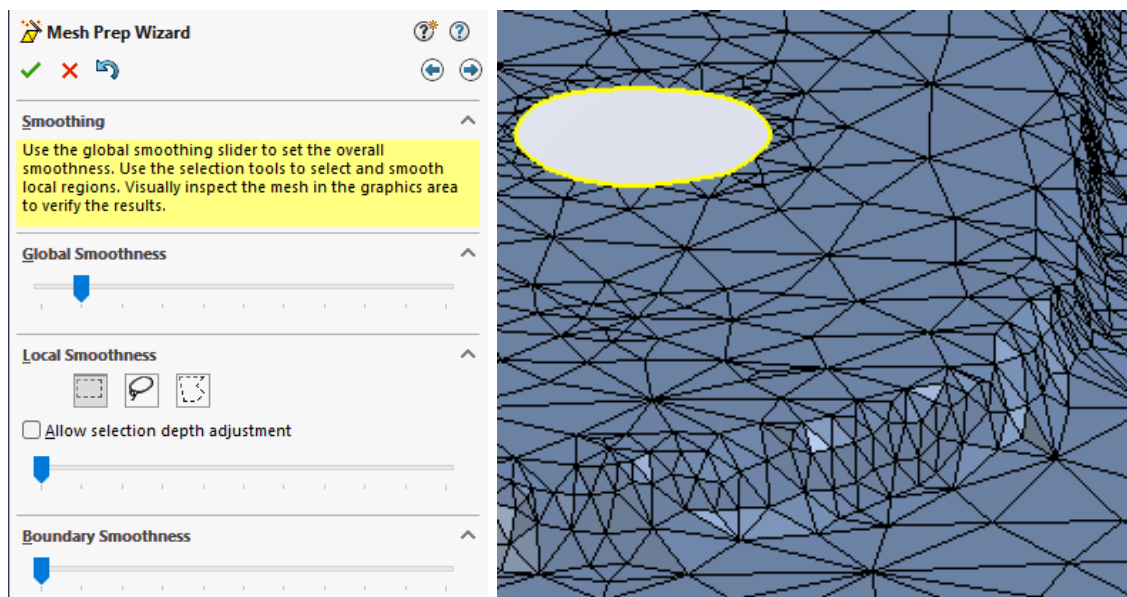 Mesh Prep Wizard
Smoothing
Use the global smoothing slider to set the overall
smoothness. Use the selection tools to select and smooth
local regions. Visually inspect the mesh in the graphics area
to verify the results.
Global Smoothness
Local Smoothness
Allow selection depth adjustment
Boundary Smoothness